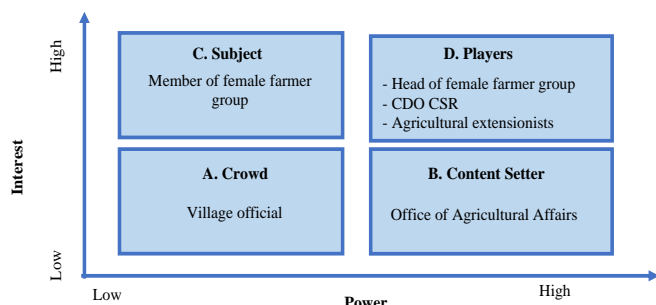 High
C. Subject
Member of female farmer
group
D. Players
- Head of female farmer group
- CDO CSR
- Agricultural extensionists
Interest
A. Crowd
Village official
B. Content Setter
Office of Agricultural Affairs
Low
Low
High
Power